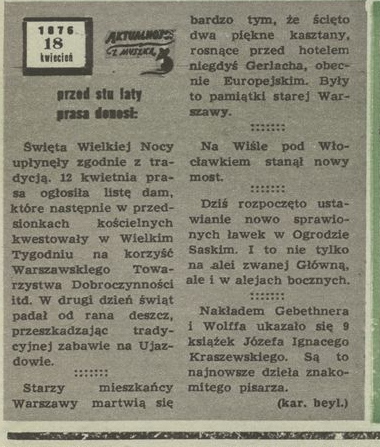 1876
18
kwiecień
AKTUALNOŚCI
Z MYSZKĄ
przed stu laty
prasa donosi:
Święta Wielkiej Nocy
upłynęły zgodnie z tra-
dycją. 12 kwietnia pra-
sa ogłosiła listę dam,
które następnie w przed-
sionkach kościelnych
kwestowały w Wielkim
Tygodniu na korzyść
Warszawskiego Towa-
rzystwa Dobroczynności
itd. W drugi dzień świąt
padał od rana deszcz,
przeszkadzając trady-
cyjnej zabawie na Ujaz-
dowie.
Starzy mieszkańcy
Warszawy martwią się
bardzo tym, że ścięto
dwa piękne kasztany,
rosnące przed hotelem
niegdyś Gerlacha, obec-
nie Europejskim. Były
to pamiątki starej War-
szawy.
Na Wiśle pod Wło-
cławkiem stanął nowy
most.
Dziś rozpoczęto usta-
wianie nowo sprawio-
nych ławek w Ogrodzie
Saskim. I to nie tylko
na alei zwanej Główną,
ale i w alejach bocznych.
Nakładem Gebethnera
i Wolffa ukazało się 9
książek Józefa Ignacego
Kraszewskiego. Są to
najnowsze dzieła znako-
mitego pisarza.
(kar. beyl.)